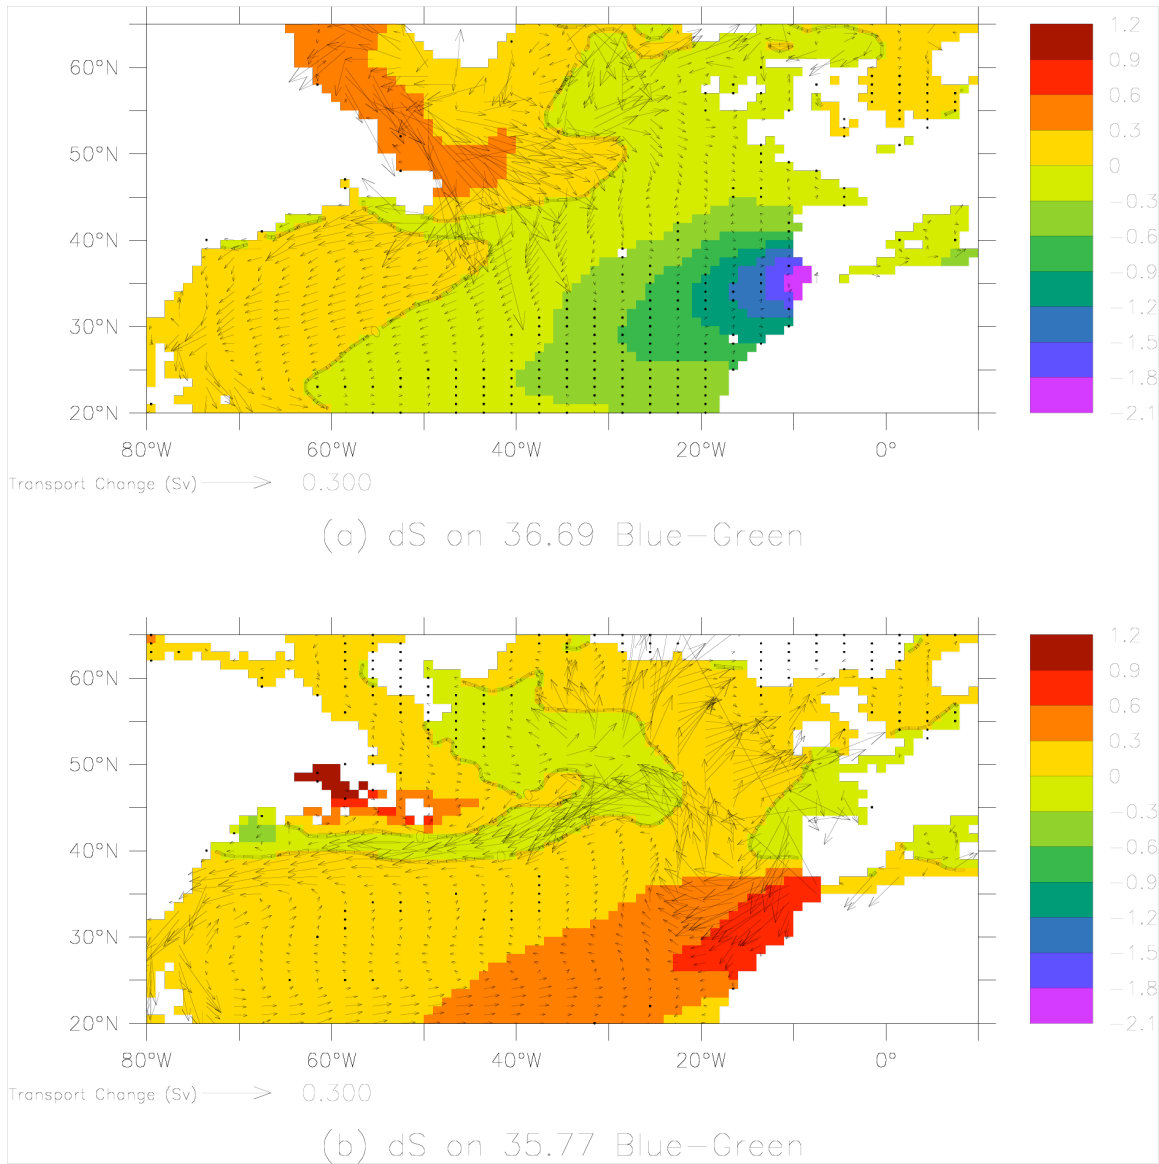 1.2
0.9
0.6
0.3
0
-0.3
-0.6
-0.9
-1.2
-1.5
-1.8
-2.1
60°N
50°N
40°N
30°N
20°N
80°W 60°W 40°W 20°W 0°
Transport Change (Sv) 0.300
(a) dS on 36.69 Blue-Green
1.2
0.9
0.6
0.3
0
-0.3
-0.6
-0.9
-1.2
-1.5
-1.8
-2.1
60°N
50°N
40°N
30°N
20°N
80°W 60°W 40°W 20°W 0°
Transport Change (Sv) 0.300
(b) dS on 35.77 Blue-Green